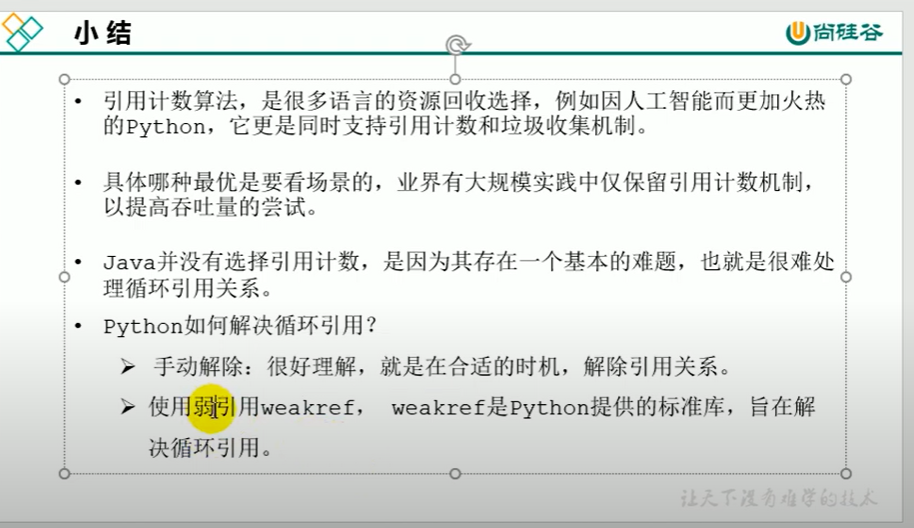 小结
尚硅谷
• 引用计数算法，是很多语言的资源回收选择，例如因人工智能而更加火热
的Python，它更是同时支持引用计数和垃圾收集机制。
• 具体哪种最优是要看场景的，业界有大规模实践中仅保留引用计数机制，
以提高吞吐量的尝试。
• Java并没有选择引用计数，是因为其存在一个基本的难题，也就是很难处
理循环引用关系。
• Python如何解决循环引用？
➢ 手动解除：很好理解，就是在合适的时机，解除引用关系。
➢ 使用弱引用weakref， weakref是Python提供的标准库，旨在解
决循环引用。
让天下没有难学的技术